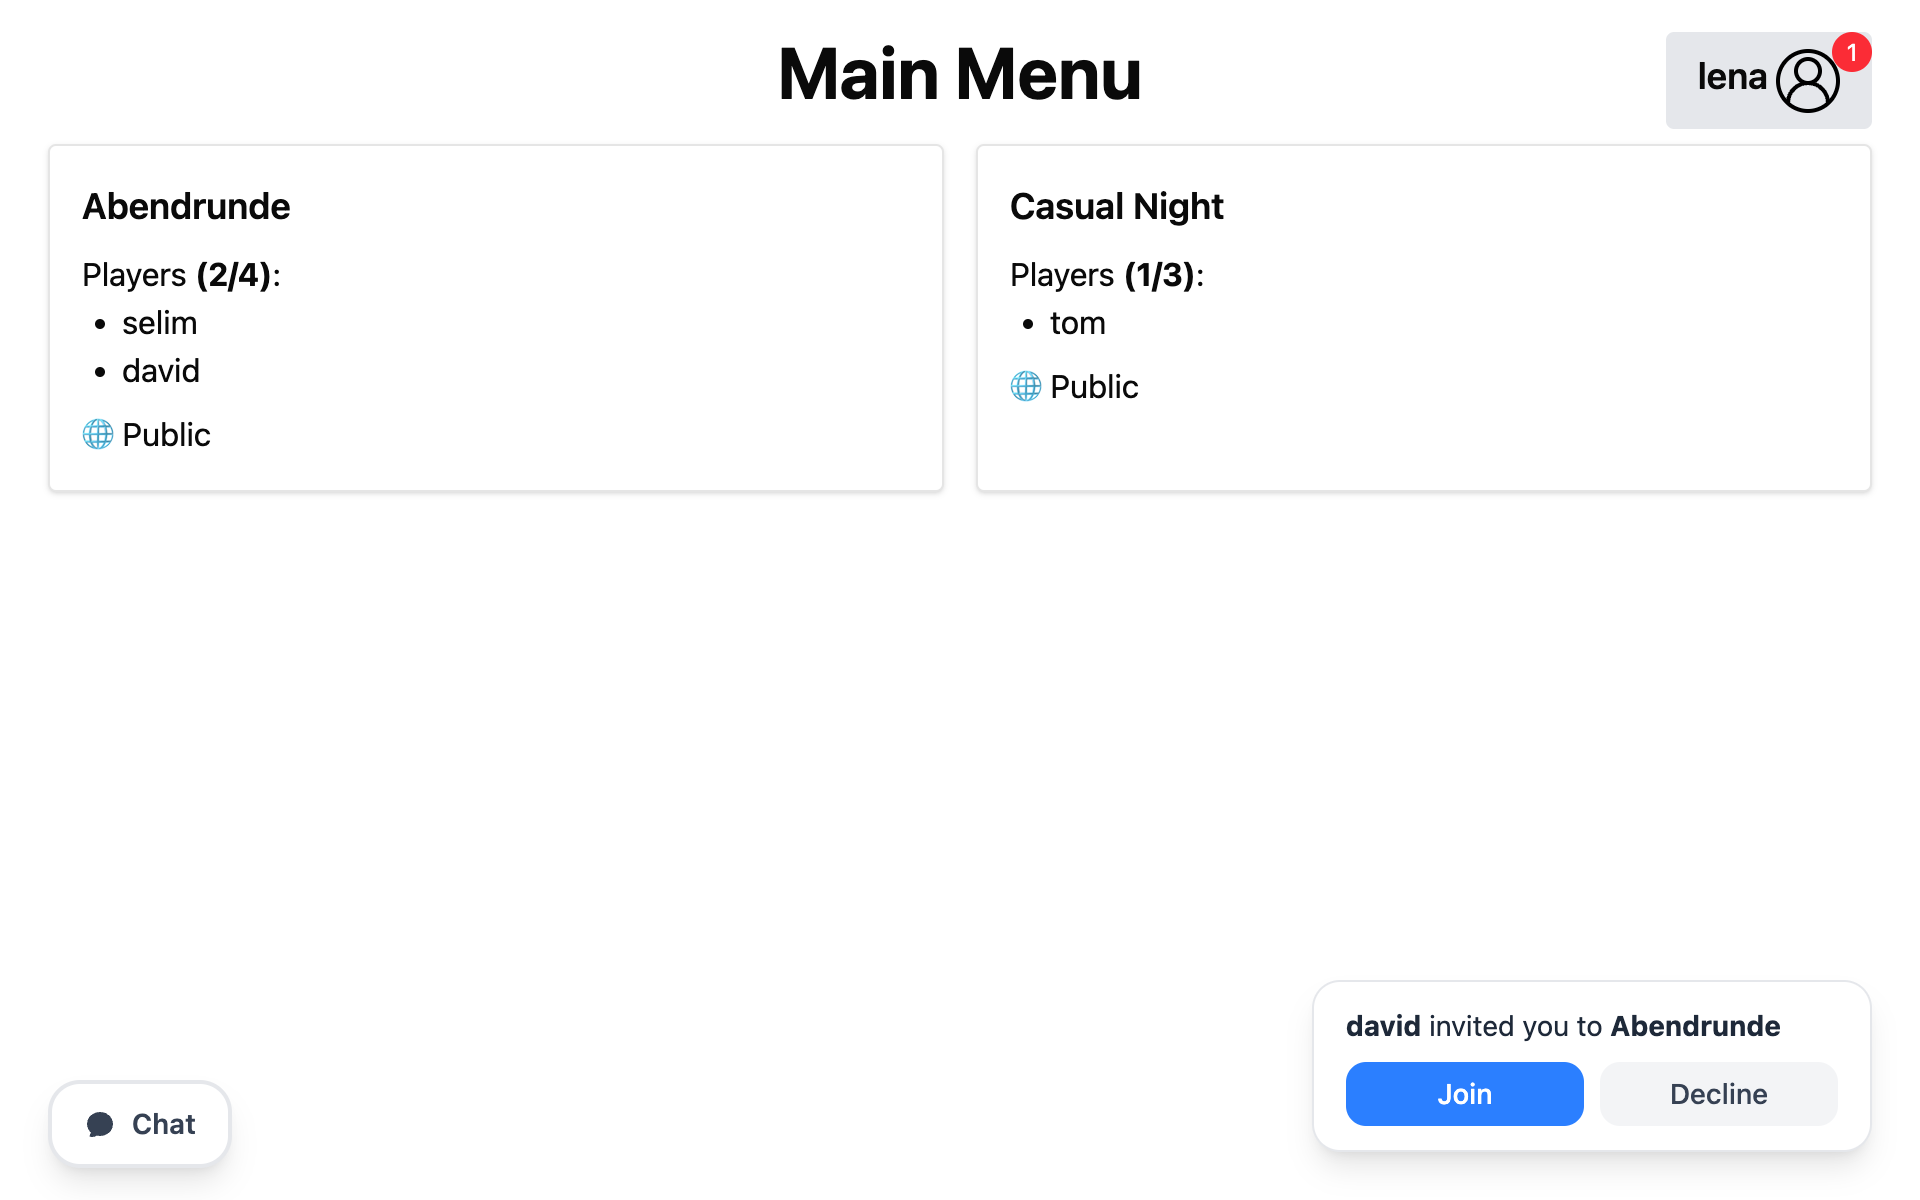 Main Menu
lena
1
Abendrunde
Players (2/4):
• selim
• david
Public
Casual Night
Players (1/3):
• tom
Public
david invited you to Abendrunde
Join
Decline
Chat